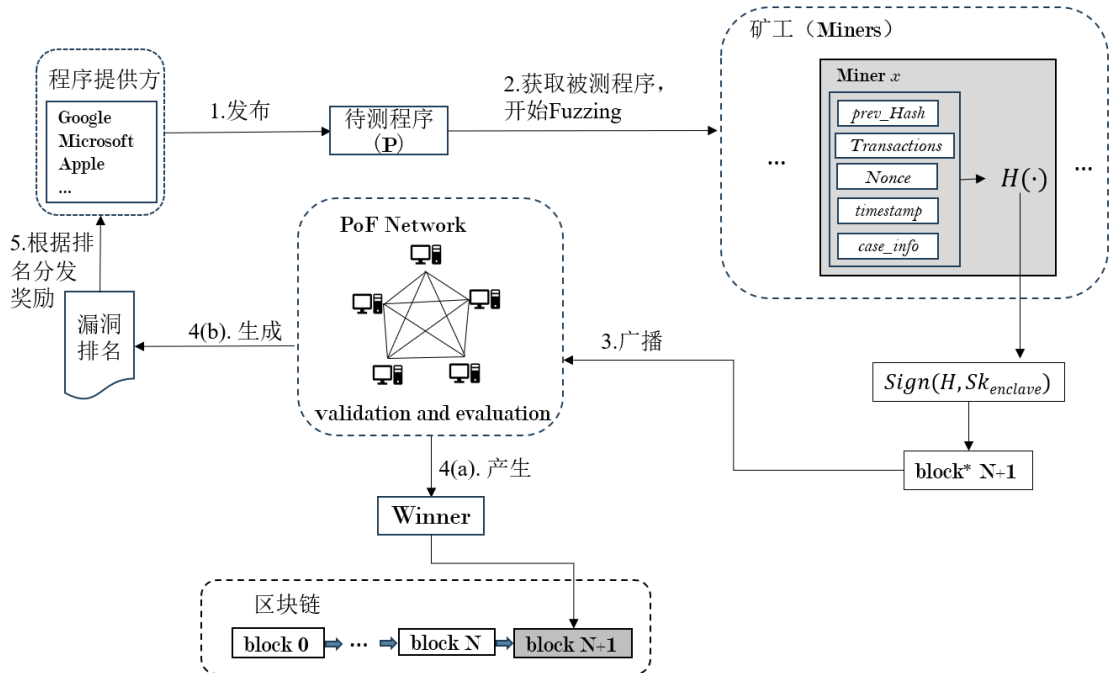 程序提供方
Google
Microsoft
Apple
...
1.发布
待测程序
(P)
2.获取被测程序，
开始Fuzzing
矿工（Miners）
Miner x
prev_Hash
Transactions
Nonce
timestamp
case_info
H(·)
...
...
Sign(H, Sk_enclave)
block* N+1
3.广播
PoF Network
validation and evaluation
4(b). 生成
漏洞
排名
5.根据排
名分发
奖励
4(a). 产生
Winner
区块链
block 0
...
block N
block N+1